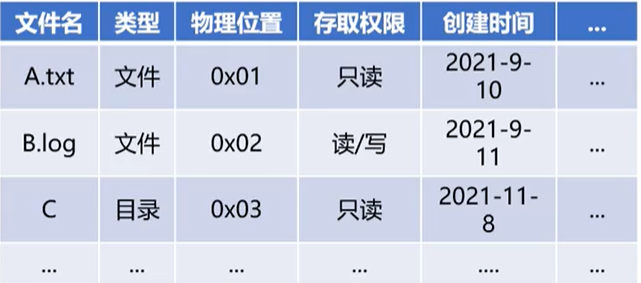 文件名 类型 物理位置 存取权限 创建时间 ...
A.txt 文件 0x01 只读 2021-9-10 ...
B.log 文件 0x02 读/写 2021-9-11 ...
C 目录 0x03 只读 2021-11-8 ...
... ... ... ... .... ...